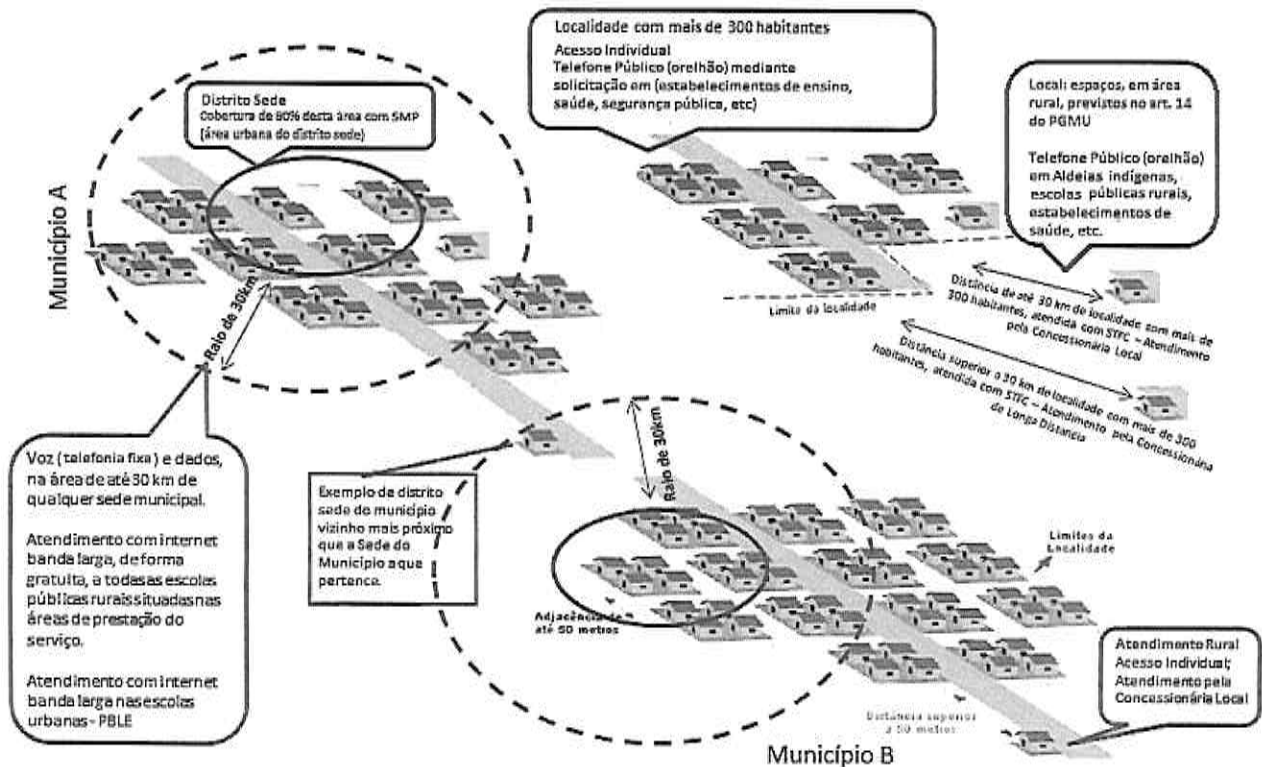 Localidade com mais de 300 habitantes
Acesso Individual
Telefone Público (orelhão) mediante
solicitação em (estabelecimentos de ensino,
saúde, segurança pública, etc)
Distrito Sede
Cobertura de 80% desta área com SMP
(área urbana do distrito sede)
Local: espaços, em área
rural, previstos no art. 14
do PGMU
Telefone Público (orelhão)
em Aldeias indígenas,
escolas públicas rurais,
estabelecimentos de
saúde, etc.
Município A
Raio de 30km
Limite da localidade
Distância de até 30 km de localidade com mais de
300 habitantes, atendida com STFC – Atendimento
pela Concessionária Local
Distância superior a 30 km de localidade com mais de 300
habitantes, atendida com STFC – Atendimento pela Concessionária
de Longa Distancia
Voz (telefonia fixa) e dados,
na área de até 30 km de
qualquer sede municipal.
Atendimento com internet
banda larga, de forma
gratuita, a todas as escolas
públicas rurais situadas nas
áreas de prestação do
serviço.
Atendimento com internet
banda larga nas escolas
urbanas - PBLE
Exemplo de distrito
sede do município
vizinho mais próximo
que a Sede do
Município a que
pertence.
Raio de 30km
Limites da
Localidade
Adjacência de
até 50 metros
Distância superior
a 50 metros
Atendimento Rural
Acesso Individual;
Atendimento pela
Concessionária Local
Município B